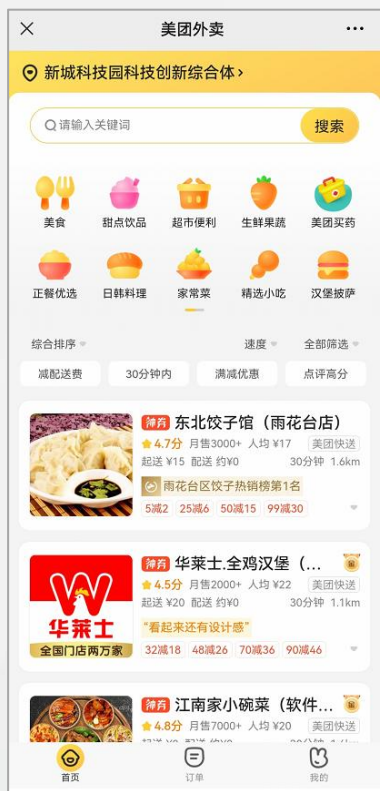 美团外卖
新城科技园科技创新综合体
请输入关键词
搜索
美食 甜点饮品 超市便利 生鲜果蔬 美团买药
正餐优选 日韩料理 家常菜 精选小吃 汉堡披萨
综合排序 速度 全部筛选
减配送费 30分钟内 满减优惠 点评高分
神券 东北饺子馆（雨花台店）
4.7分 月售3000+ 人均 ¥17 美团快送
起送 ¥15 配送 约¥0 30分钟 1.6km
雨花台区饺子热销榜第1名
5减2 25减6 50减15 99减30
神券 华莱士.全鸡汉堡（...
4.5分 月售2000+ 人均 ¥22 美团快送
起送 ¥20 配送 约¥0 30分钟 1.1km
“看起来还有设计感”
32减18 48减26 70减36 90减46
华莱士
全国门店两万家
神券 江南家小碗菜（软件...
4.8分 月售7000+ 人均 ¥20 美团快送
首页 订单 我的